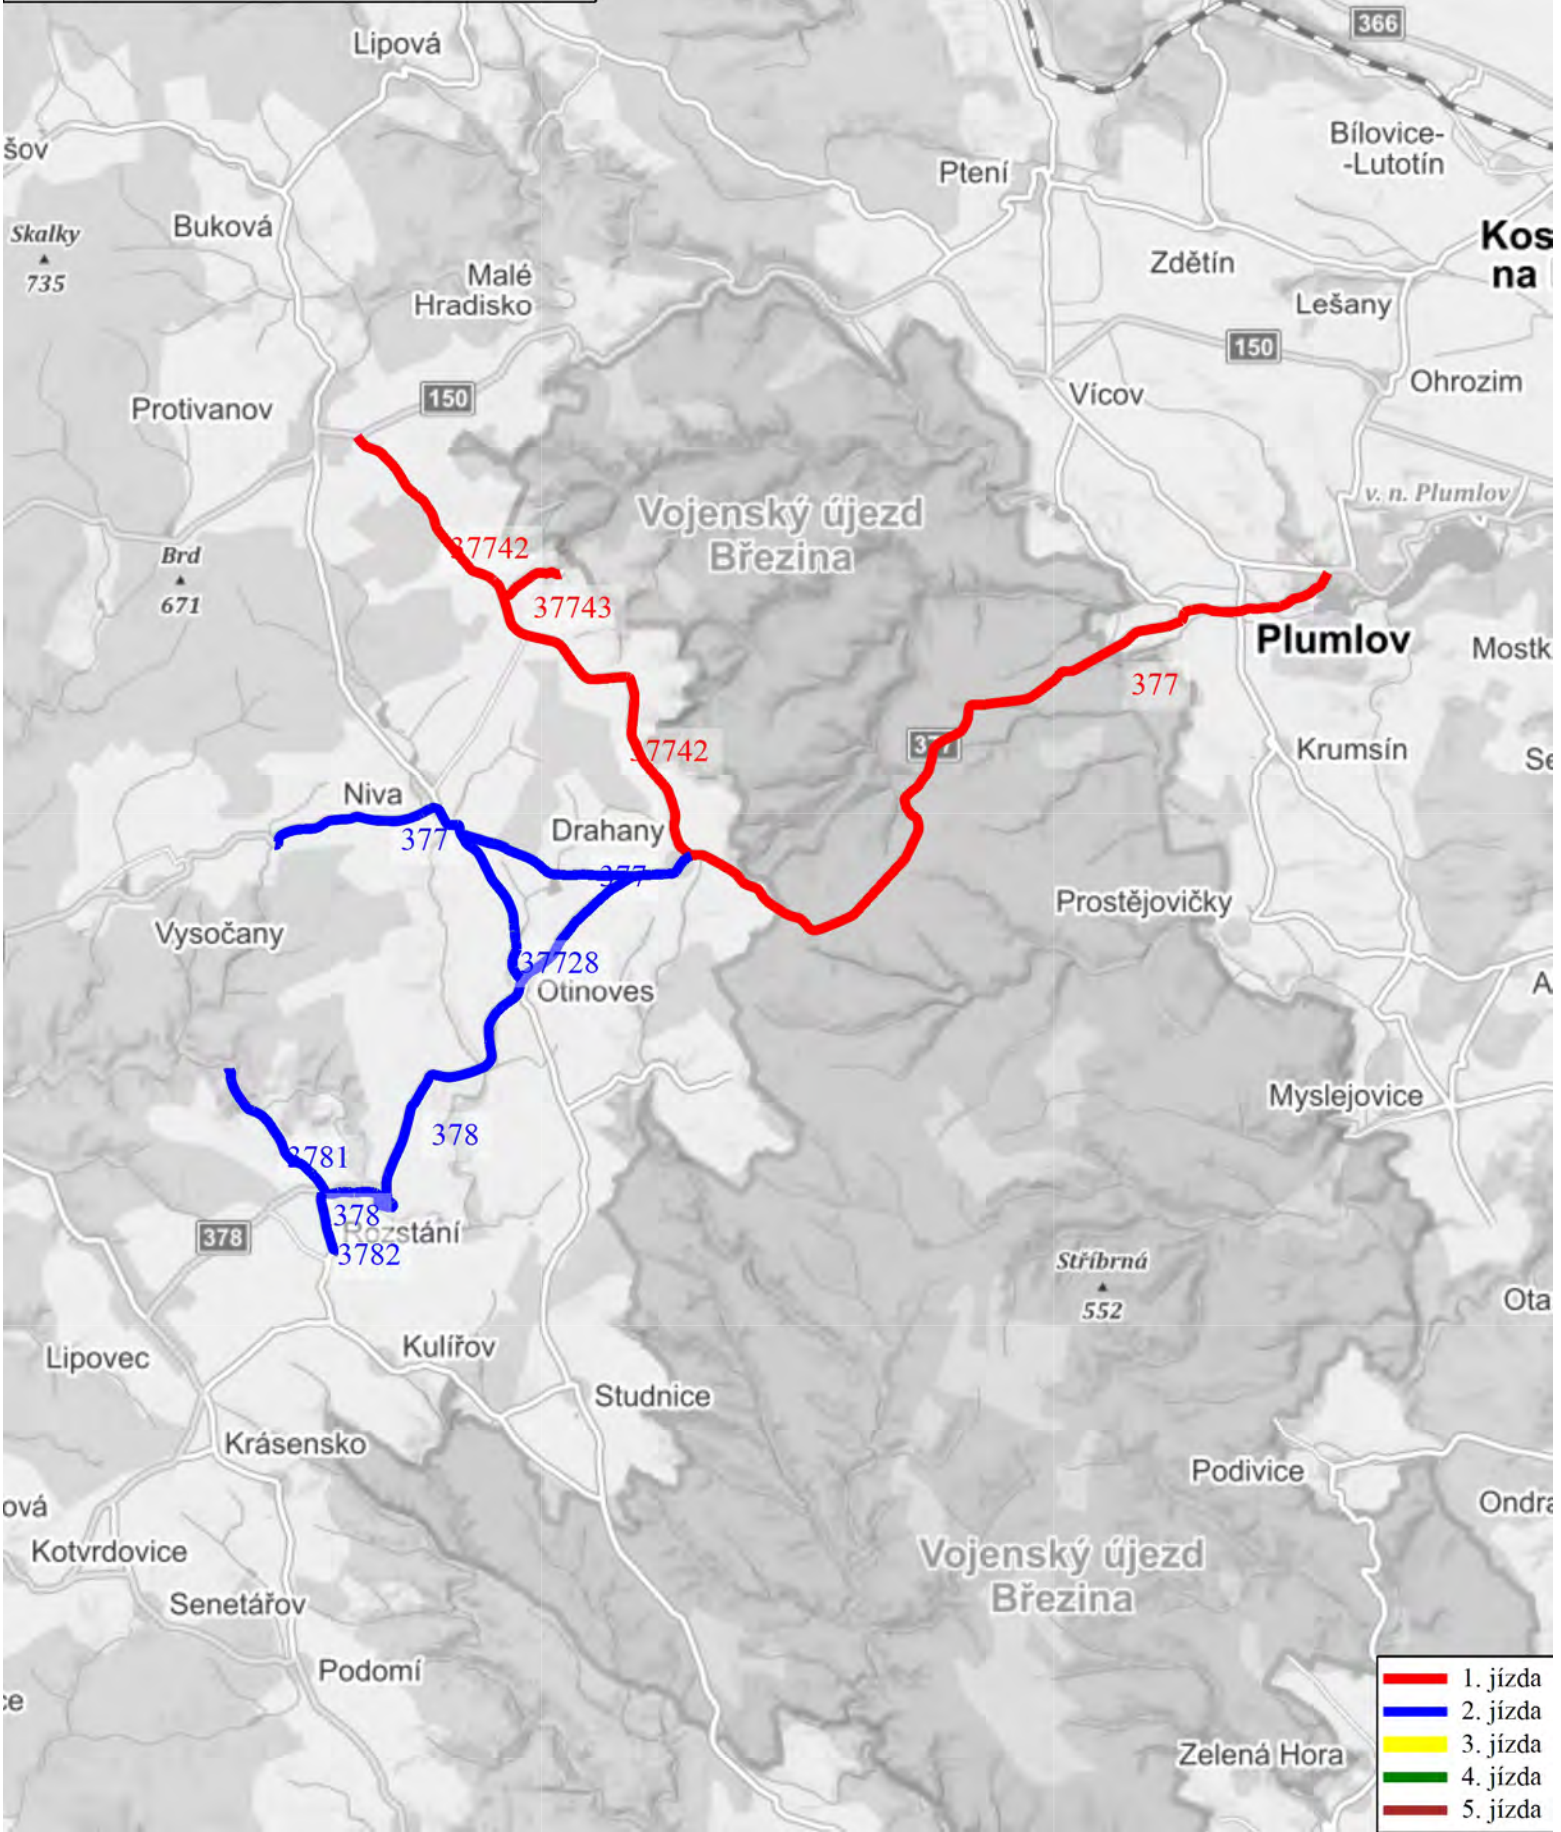 366
Lipová
Bílovice-
-Lutotín
šov
Ptení
Buková
Skalky
735
Kos
na
Zdětín
Malé
Hradisko
Lešany
150
150
Ohrozim
Vícov
Protivanov
v. n. Plumlov
Vojenský újezd
Březina
37742
Brd
671
37743
Plumlov
Mostk
377
37742
377
Krumsín
Se
Niva
Drahany
377
377
Prostějovičky
Vysočany
37728
Otinoves
A
Myslejovice
378
3781
378
Rozstání
378
3782
Stříbrná
552
Ota
Kulířov
Lipovec
Studnice
Krásensko
Podivice
ová
Ondra
Kotvrdovice
Vojenský újezd
Březina
Senetářov
Podomí
ce
Zelená Hora
1. jízda
2. jízda
3. jízda
4. jízda
5. jízda